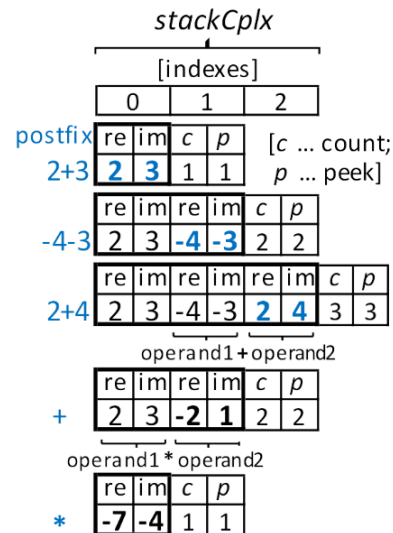 stackCplx
[indexes]
0 1 2
postfix re im c p [c … count;
2+3 2 3 1 1 p … peek]
re im re im c p
-4-3 2 3 -4 -3 2 2
re im re im re im c p
2+4 2 3 -4 -3 2 4 3 3
operand1 + operand2
re im re im c p
+ 2 3 -2 1 2 2
operand1 * operand2
re im c p
* -7 -4 1 1